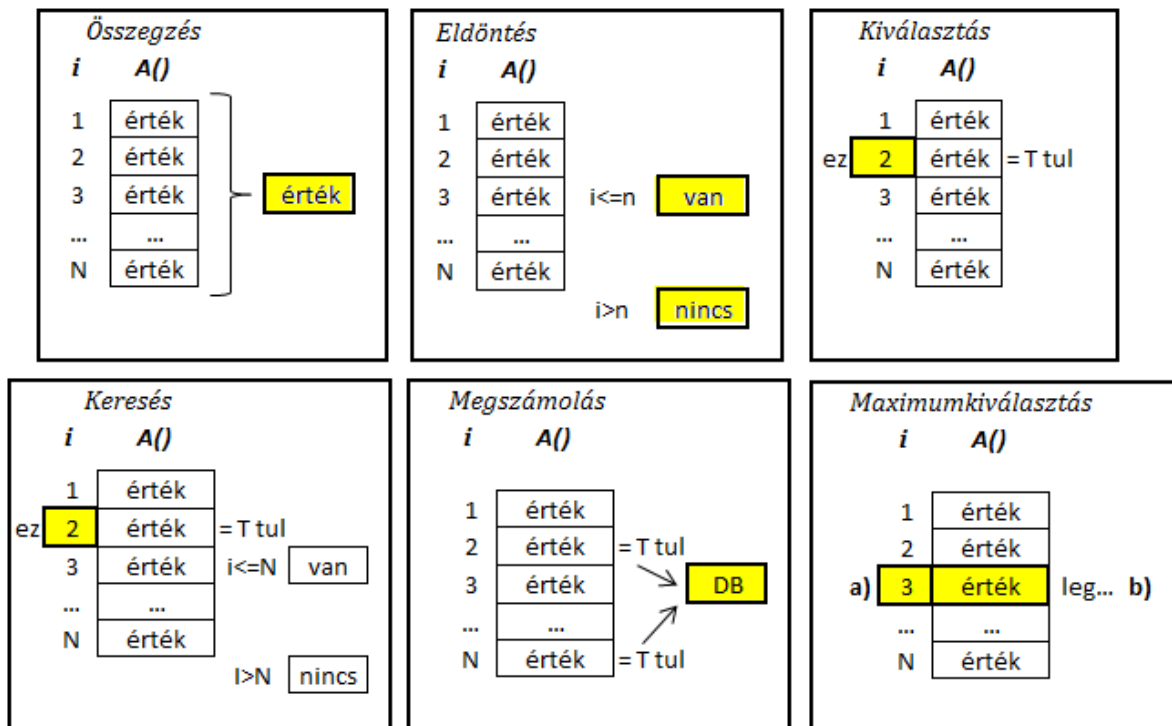 Összegzés
i A()
1 érték
2 érték
3 érték érték
... ...
N érték
Eldöntés
i A()
1 érték
2 érték
3 érték i<=n van
... ...
N érték
i>n nincs
Kiválasztás
i A()
1 érték
ez 2 érték = T tul
3 érték
... ...
N érték
Keresés
i A()
1 érték
ez 2 érték = T tul
3 érték i<=N van
... ...
N érték
I>N nincs
Megszámolás
i A()
1 érték
2 érték = T tul
3 érték DB
... ...
N érték = T tul
Maximumkiválasztás
i A()
1 érték
2 érték
a) 3 érték leg... b)
... ...
N érték